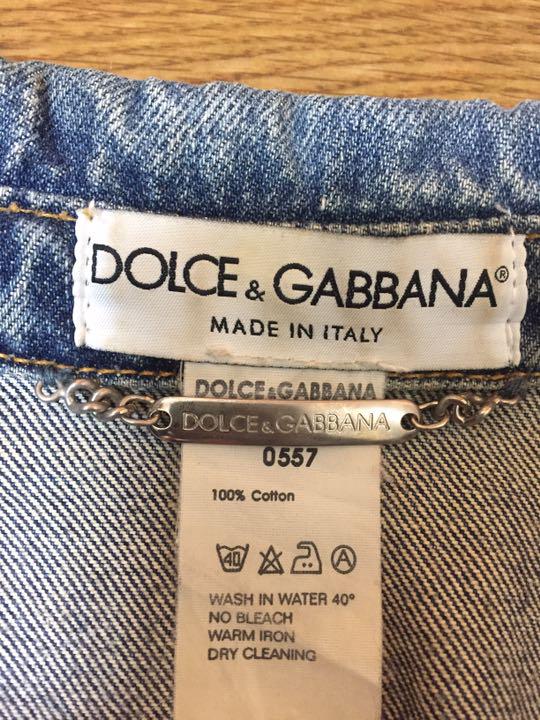 DOLCE & GABBANA®
MADE IN ITALY
DOLCE & GABBANA
DOLCE & GABBANA
0557
100% Cotton
40 A
WASH IN WATER 40°
NO BLEACH
WARM IRON
DRY CLEANING